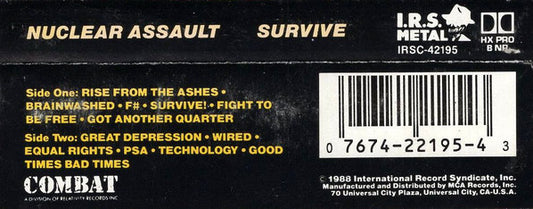 NUCLEAR ASSAULT SURVIVE
I.R.S.
METAL
IRSC-42195
HX PRO
B NR
Side One: RISE FROM THE ASHES •
BRAINWASHED • F# • SURVIVE! • FIGHT TO
BE FREE • GOT ANOTHER QUARTER
Side Two: GREAT DEPRESSION • WIRED •
EQUAL RIGHTS • PSA • TECHNOLOGY • GOOD
TIMES BAD TIMES
COMBAT
A DIVISION OF RELATIVITY RECORDS INC
0 7674-22195-4 3
© 1988 International Record Syndicate, Inc.
Manufactured and Distributed by MCA Records, Inc.
70 Universal City Plaza, Universal City, CA-U.S.A.